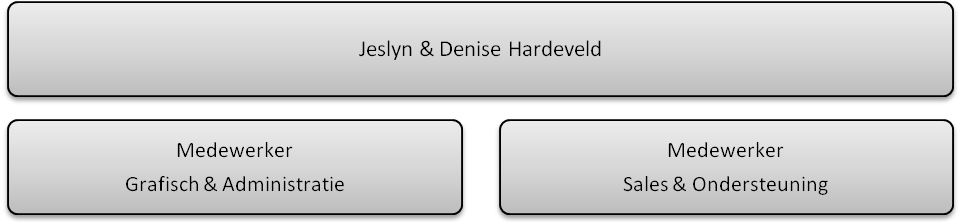 Jeslyn & Denise Hardeveld
Medewerker
Grafisch & Administratie
Medewerker
Sales & Ondersteuning